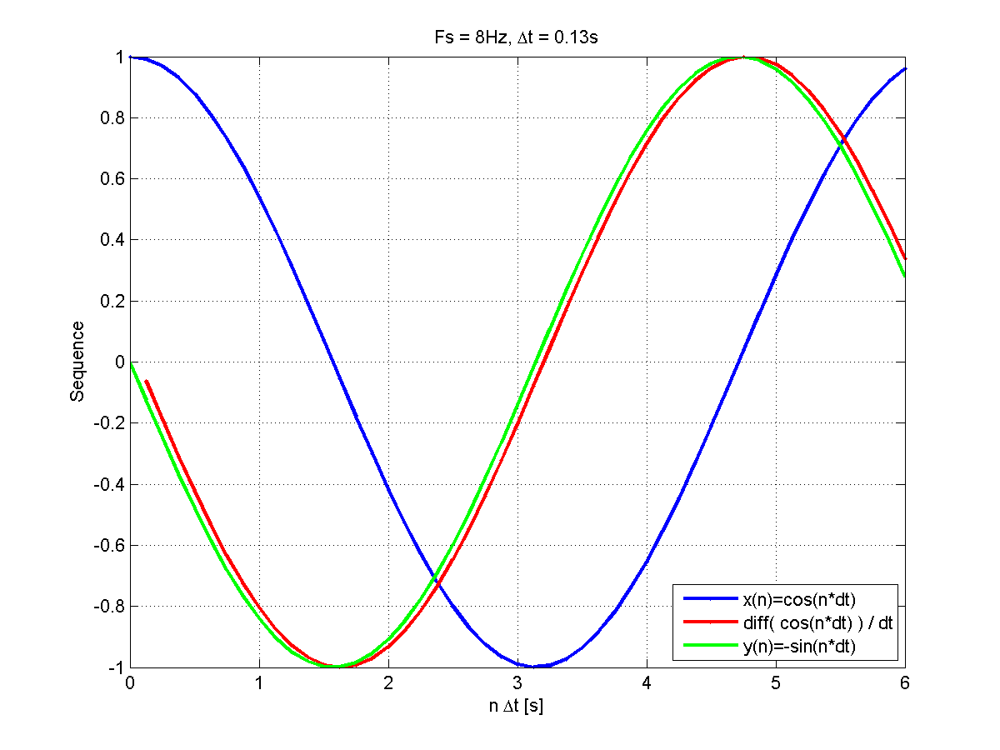 Fs = 8Hz, Δt = 0.13s
1
0.8
0.6
0.4
0.2
0
-0.2
-0.4
-0.6
-0.8
-1
Sequence
0 1 2 3 4 5 6
n Δt [s]
x(n)=cos(n*dt)
diff( cos(n*dt) ) / dt
y(n)=-sin(n*dt)